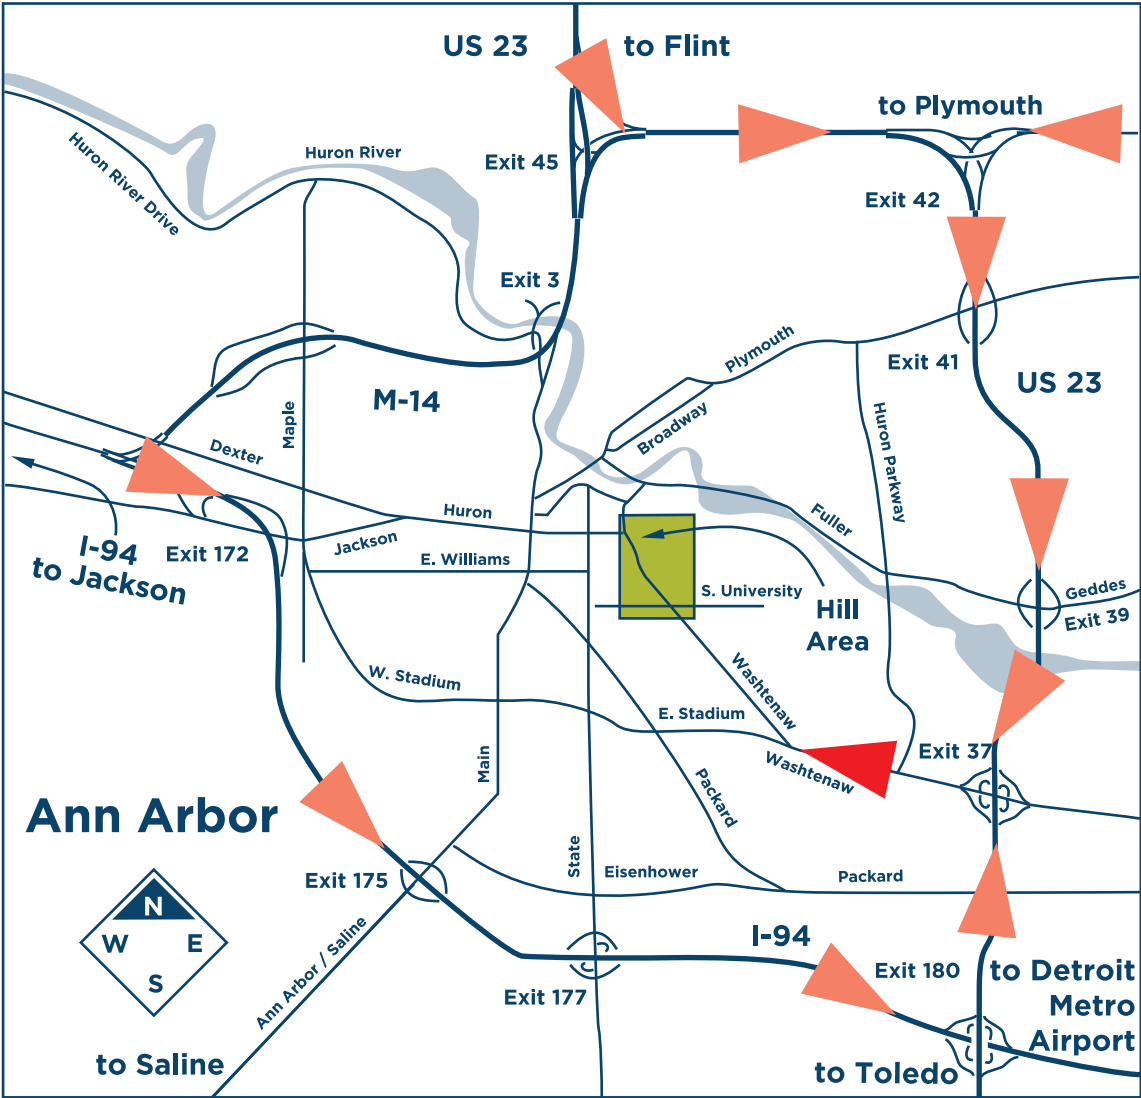 US 23
to Flint
to Plymouth
Huron River
Exit 45
Huron River Drive
Exit 42
Exit 3
Plymouth
Exit 41
US 23
M-14
Broadway
Maple
Huron Parkway
Dexter
Huron
Fuller
Jackson
I-94
to Jackson
Exit 172
E. Williams
S. University
Geddes
Exit 39
Hill
Area
W. Stadium
Washtenaw
E. Stadium
Exit 37
Main
Washtenaw
Packard
Ann Arbor
State
Eisenhower
Packard
Exit 175
N
W
E
S
I-94
Ann Arbor / Saline
Exit 180
Exit 177
to Detroit
Metro
Airport
to Saline
to Toledo